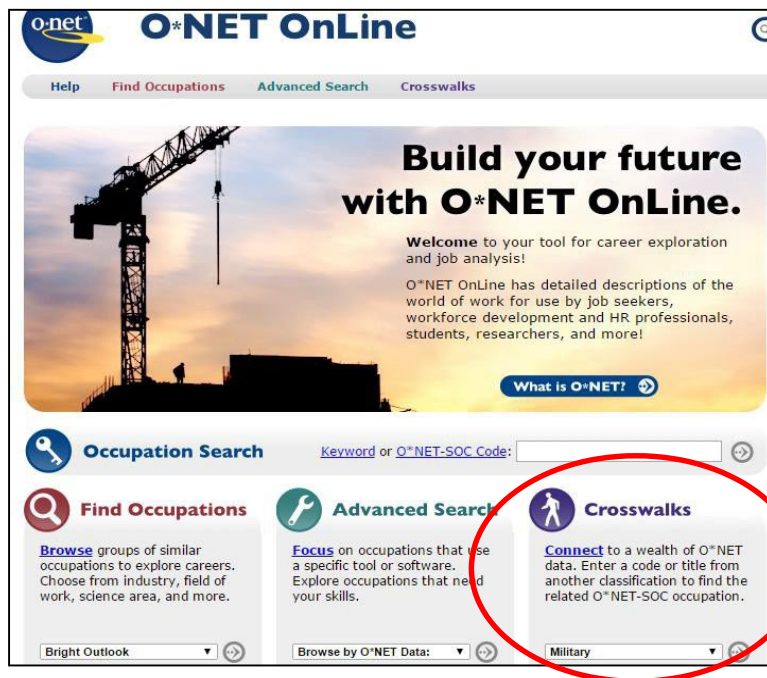 o·net
O*NET OnLine
Help Find Occupations Advanced Search Crosswalks
Build your future
with O*NET OnLine.
Welcome to your tool for career exploration
and job analysis!
O*NET OnLine has detailed descriptions of the
world of work for use by job seekers,
workforce development and HR professionals,
students, researchers, and more!
What is O*NET?
Occupation Search Keyword or O*NET-SOC Code:
Find Occupations
Browse groups of similar
occupations to explore careers.
Choose from industry, field of
work, science area, and more.
Bright Outlook
Advanced Search
Focus on occupations that use
a specific tool or software.
Explore occupations that need
your skills.
Browse by O*NET Data:
Crosswalks
Connect to a wealth of O*NET
data. Enter a code or title from
another classification to find the
related O*NET-SOC occupation.
Military